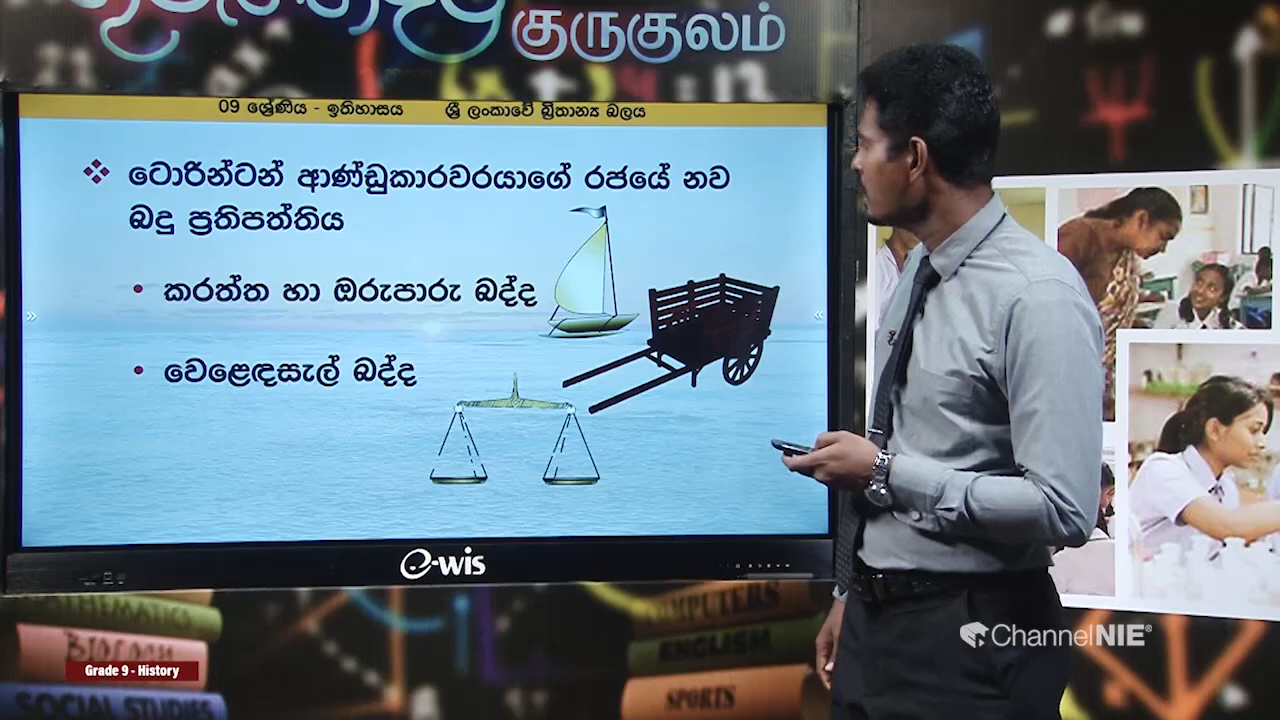 குருகுலம்
09 ශ්‍රේණිය - ඉතිහාසය ශ්‍රී ලංකාවේ බ්‍රිතාන්‍ය බලය
ටොරින්ටන් ආණ්ඩුකාරවරයාගේ රජයේ නව
බදු ප්‍රතිපත්තිය
• කරත්ත හා ඔරුපාරු බද්ද
• වෙළෙඳසැල් බද්ද
e-wis
MATHEMATICS
BIOLOGY
Grade 9 - History
SOCIAL STUDIES
COMPUTERS
ENGLISH
SPORTS
ChannelNIE®